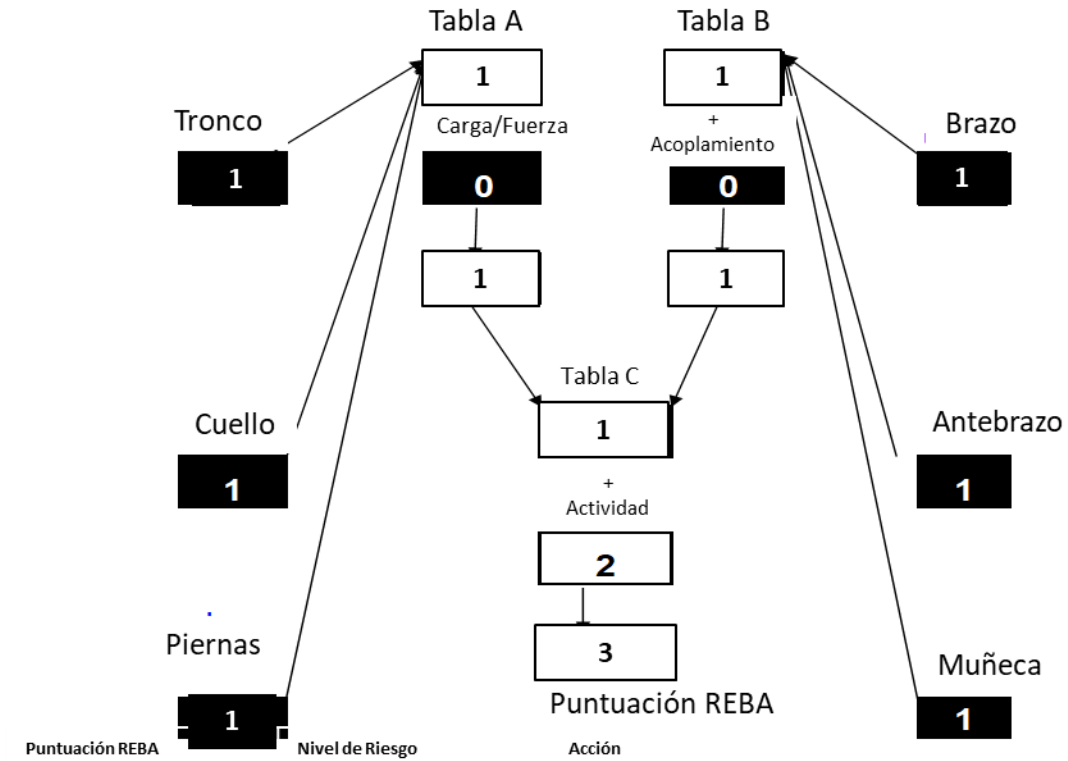 Tabla A
Tabla B
1
1
Tronco
Carga/Fuerza
+
Acoplamiento
Brazo
1
0
0
1
1
1
Tabla C
Cuello
1
Antebrazo
1
+
Actividad
1
2
Piernas
3
Muñeca
1
Puntuación REBA
1
Puntuación REBA
Nivel de Riesgo
Acción